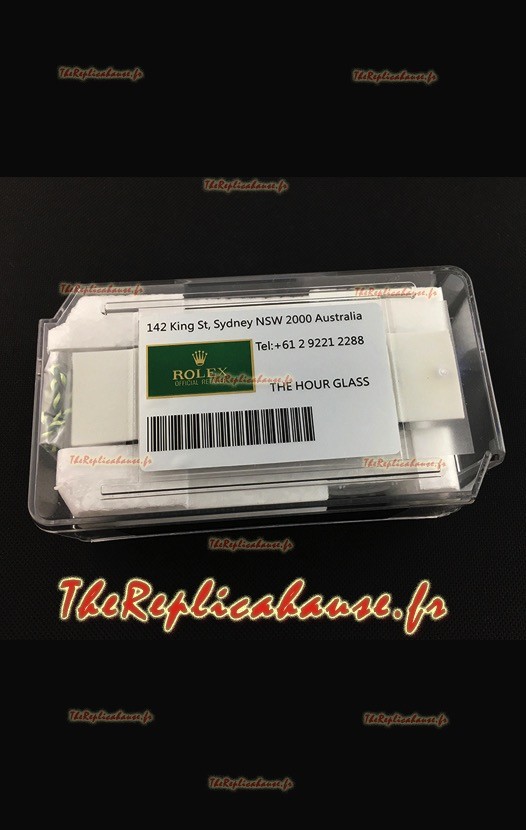 TheReplicahause.fr
TheReplicahause.fr
TheReplicahause.fr
TheReplicahause.fr
TheReplicahause.fr
142 King St, Sydney NSW 2000 Australia
Tel:+61 2 9221 2288
ROLEX
OFFICIAL RET
THE HOUR GLASS
TheReplicahause.fr
TheReplicahause.fr
TheReplicahause.fr
TheReplicahause.fr
TheReplicahause.fr
TheReplicahause.fr
TheReplicahause.fr